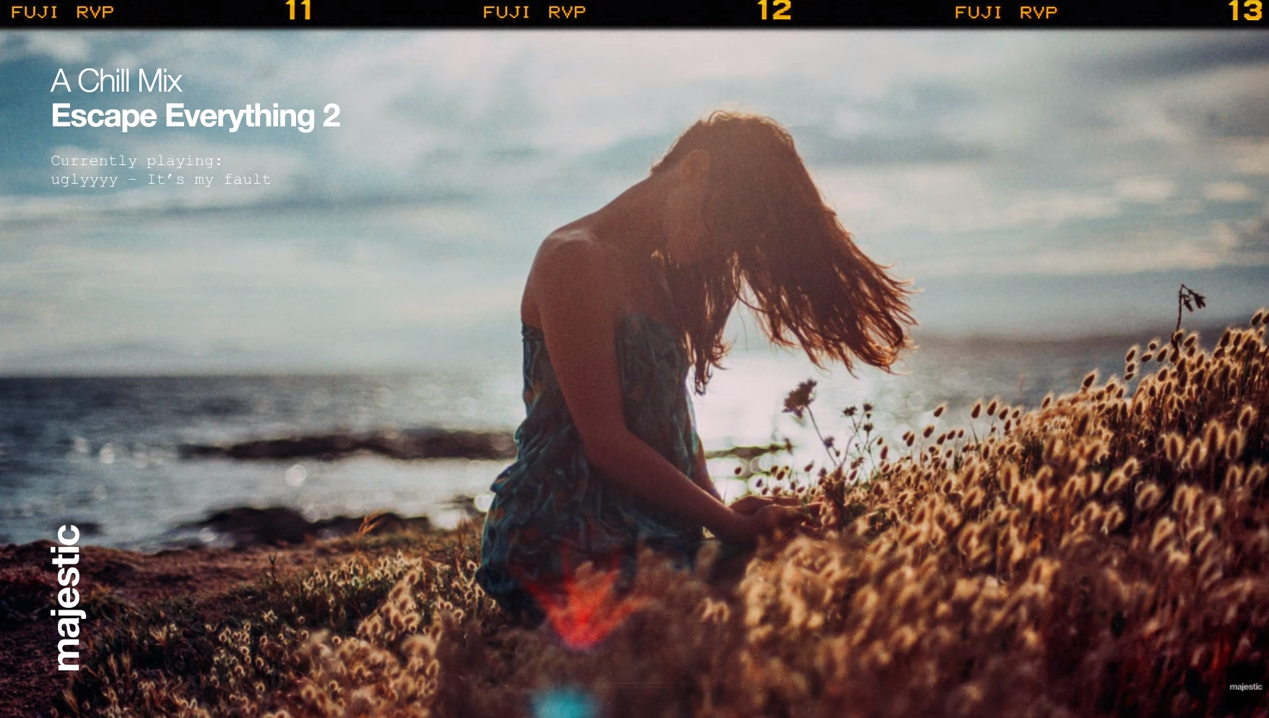 FUJI RVP 11 FUJI RVP 12 FUJI RVP 13
A Chill Mix
Escape Everything 2
Currently playing:
uglyyyy - It's my fault
majestic
majestic